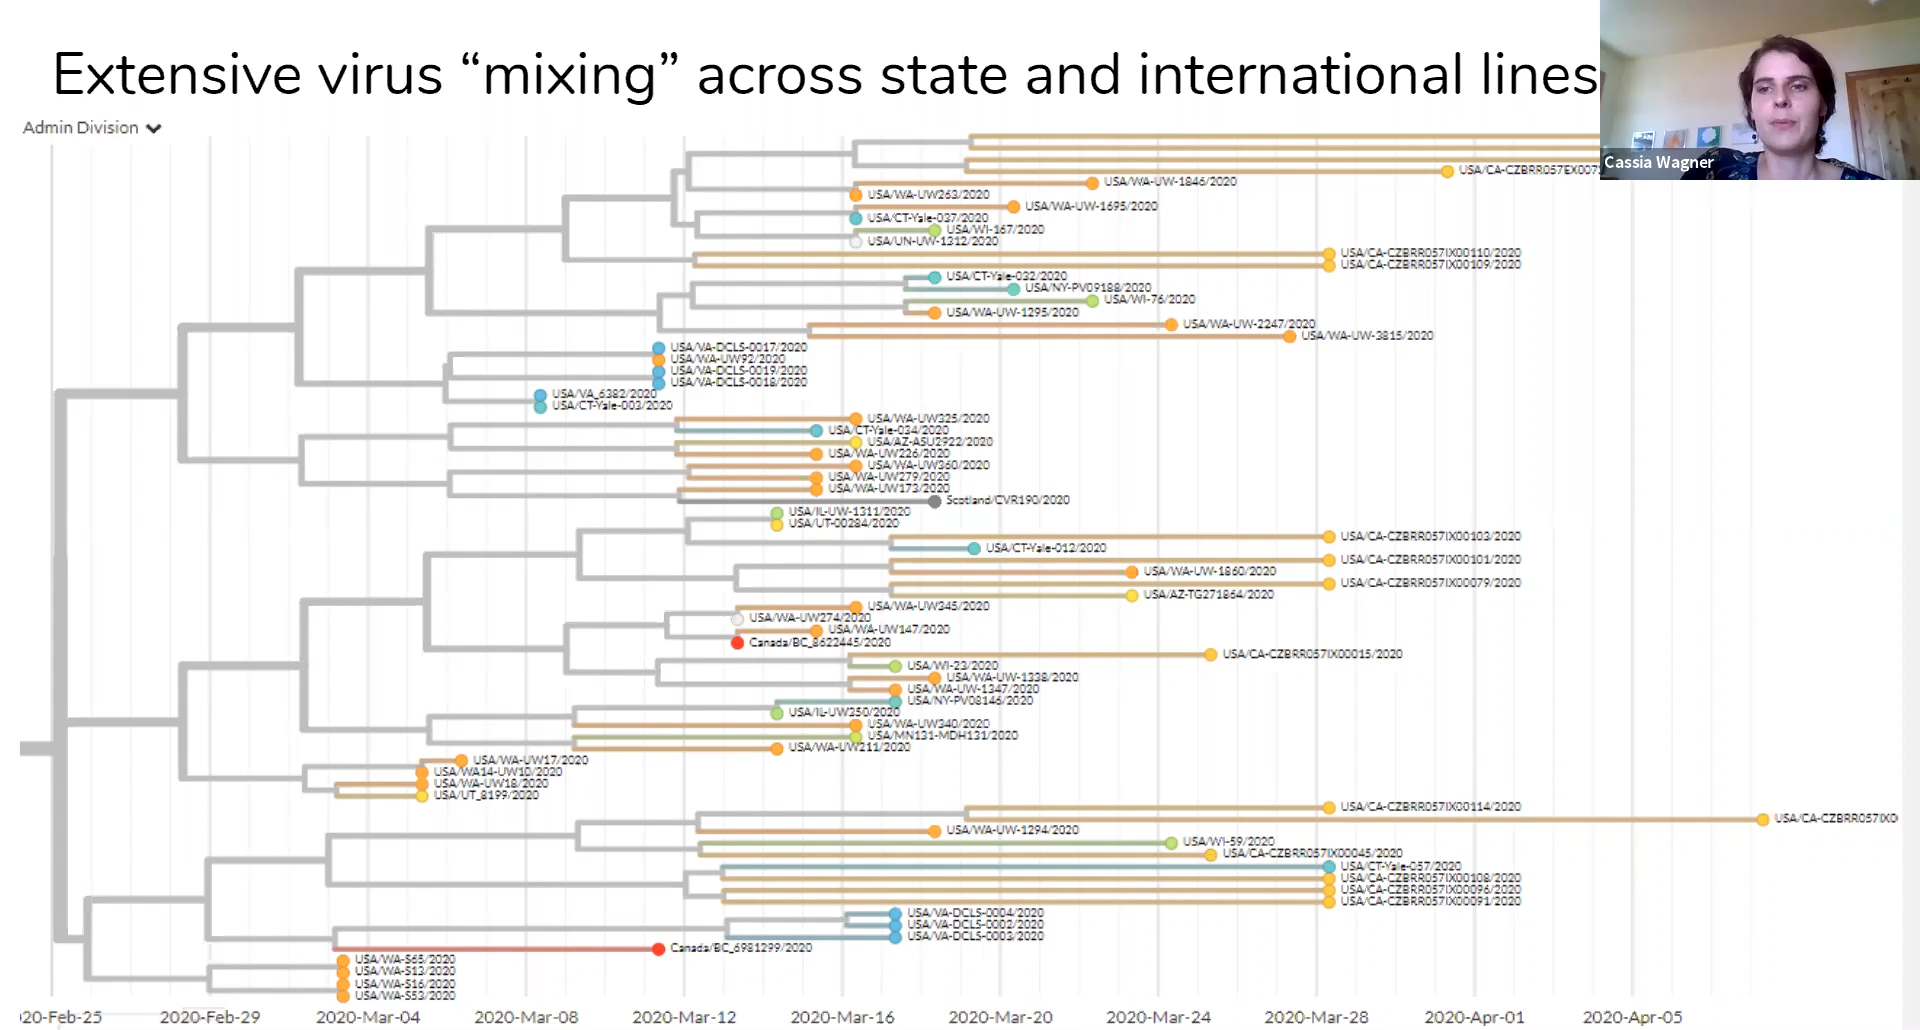 Extensive virus “mixing” across state and international lines
Cassia Wagner
Admin Division
USA/CA-CZBRR057EX007
USA/WA-UW-1846/2020
USA/WA-UW263/2020
USA/WA-UW-1695/2020
USA/CT-Yale-037/2020
USA/WI-167/2020
USA/UN-UW-1312/2020
USA/CA-CZBRR057IX00110/2020
USA/CA-CZBRR057IX00109/2020
USA/CT-Yale-032/2020
USA/NY-PV09188/2020
USA/WI-76/2020
USA/WA-UW-1295/2020
USA/WA-UW-2247/2020
USA/WA-UW-3815/2020
USA/VA-DCLS-0017/2020
USA/WA-UW92/2020
USA/VA-DCLS-0019/2020
USA/VA-DCLS-0018/2020
USA/VA_6382/2020
USA/CT-Yale-003/2020
USA/WA-UW325/2020
USA/CT-Yale-034/2020
USA/AZ-ASU2922/2020
USA/WA-UW226/2020
USA/WA-UW360/2020
USA/WA-UW279/2020
USA/WA-UW173/2020
Scotland/CVR190/2020
USA/IL-UW-1311/2020
USA/UT-00284/2020
USA/CA-CZBRR057IX00103/2020
USA/CT-Yale-012/2020
USA/CA-CZBRR057IX00101/2020
USA/WA-UW-1860/2020
USA/CA-CZBRR057IX00079/2020
USA/AZ-TG271864/2020
USA/WA-UW345/2020
USA/WA-UW274/2020
USA/WA-UW147/2020
Canada/BC_8622445/2020
USA/CA-CZBRR057IX00015/2020
USA/WI-23/2020
USA/WA-UW-1338/2020
USA/WA-UW-1347/2020
USA/NY-PV08146/2020
USA/IL-UW350/2020
USA/WA-UW340/2020
USA/MN131-MDH131/2020
USA/WA-UW211/2020
USA/WA-UW17/2020
USA/WA14-UW10/2020
USA/WA-UW18/2020
USA/UT_8199/2020
USA/CA-CZBRR057IX00114/2020
USA/CA-CZBRR057IX0
USA/WA-UW-1294/2020
USA/WI-59/2020
USA/CA-CZBRR057IX00045/2020
USA/CT-Yale-057/2020
USA/CA-CZBRR057IX00108/2020
USA/CA-CZBRR057IX00096/2020
USA/CA-CZBRR057IX00091/2020
USA/VA-DCLS-0004/2020
USA/VA-DCLS-0002/2020
USA/VA-DCLS-0003/2020
Canada/BC_6981299/2020
USA/WA-S65/2020
USA/WA-S13/2020
USA/WA-S16/2020
USA/WA-S53/2020
20-Feb-25 2020-Feb-29 2020-Mar-04 2020-Mar-08 2020-Mar-12 2020-Mar-16 2020-Mar-20 2020-Mar-24 2020-Mar-28 2020-Apr-01 2020-Apr-05